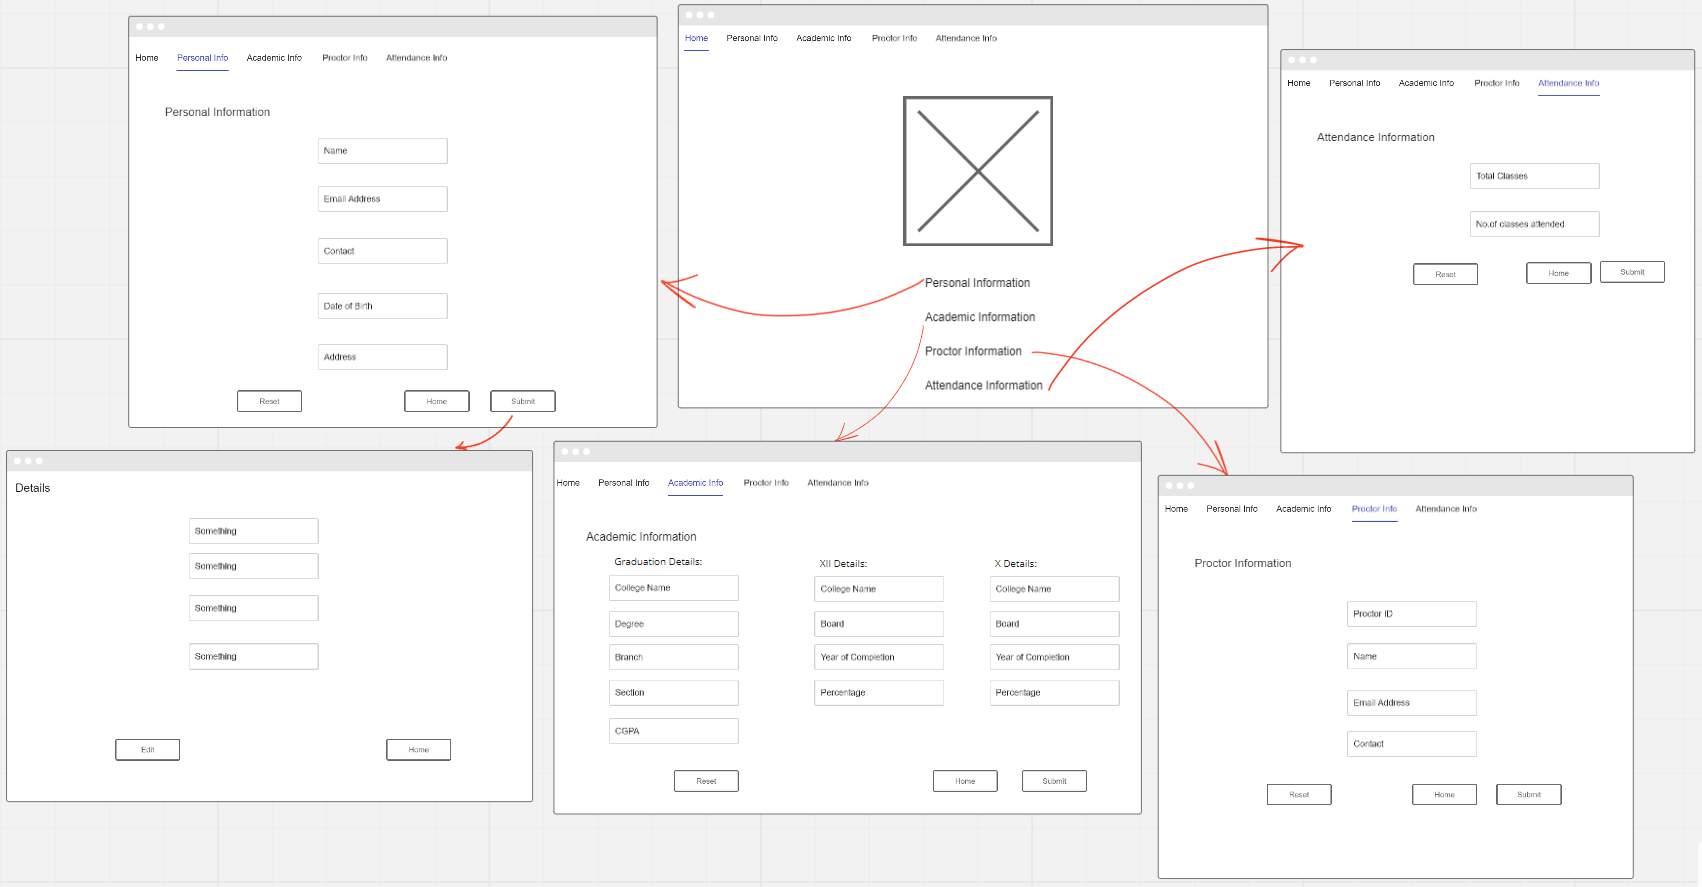 Home Personal Info Academic Info Proctor Info Attendance Info
Personal Information
Name
Email Address
Contact
Date of Birth
Address
Reset Home Submit
Home Personal Info Academic Info Proctor Info Attendance Info
Personal Information
Academic Information
Proctor Information
Attendance Information
Home Personal Info Academic Info Proctor Info Attendance Info
Attendance Information
Total Classes
No.of classes attended
Reset Home Submit
Details
Something
Something
Something
Something
Edit Home
Home Personal Info Academic Info Proctor Info Attendance Info
Academic Information
Graduation Details:
College Name
Degree
Branch
Section
CGPA
XII Details:
College Name
Board
Year of Completion
Percentage
X Details:
College Name
Board
Year of Completion
Percentage
Reset Home Submit
Home Personal Info Academic Info Proctor Info Attendance Info
Proctor Information
Proctor ID
Name
Email Address
Contact
Reset Home Submit